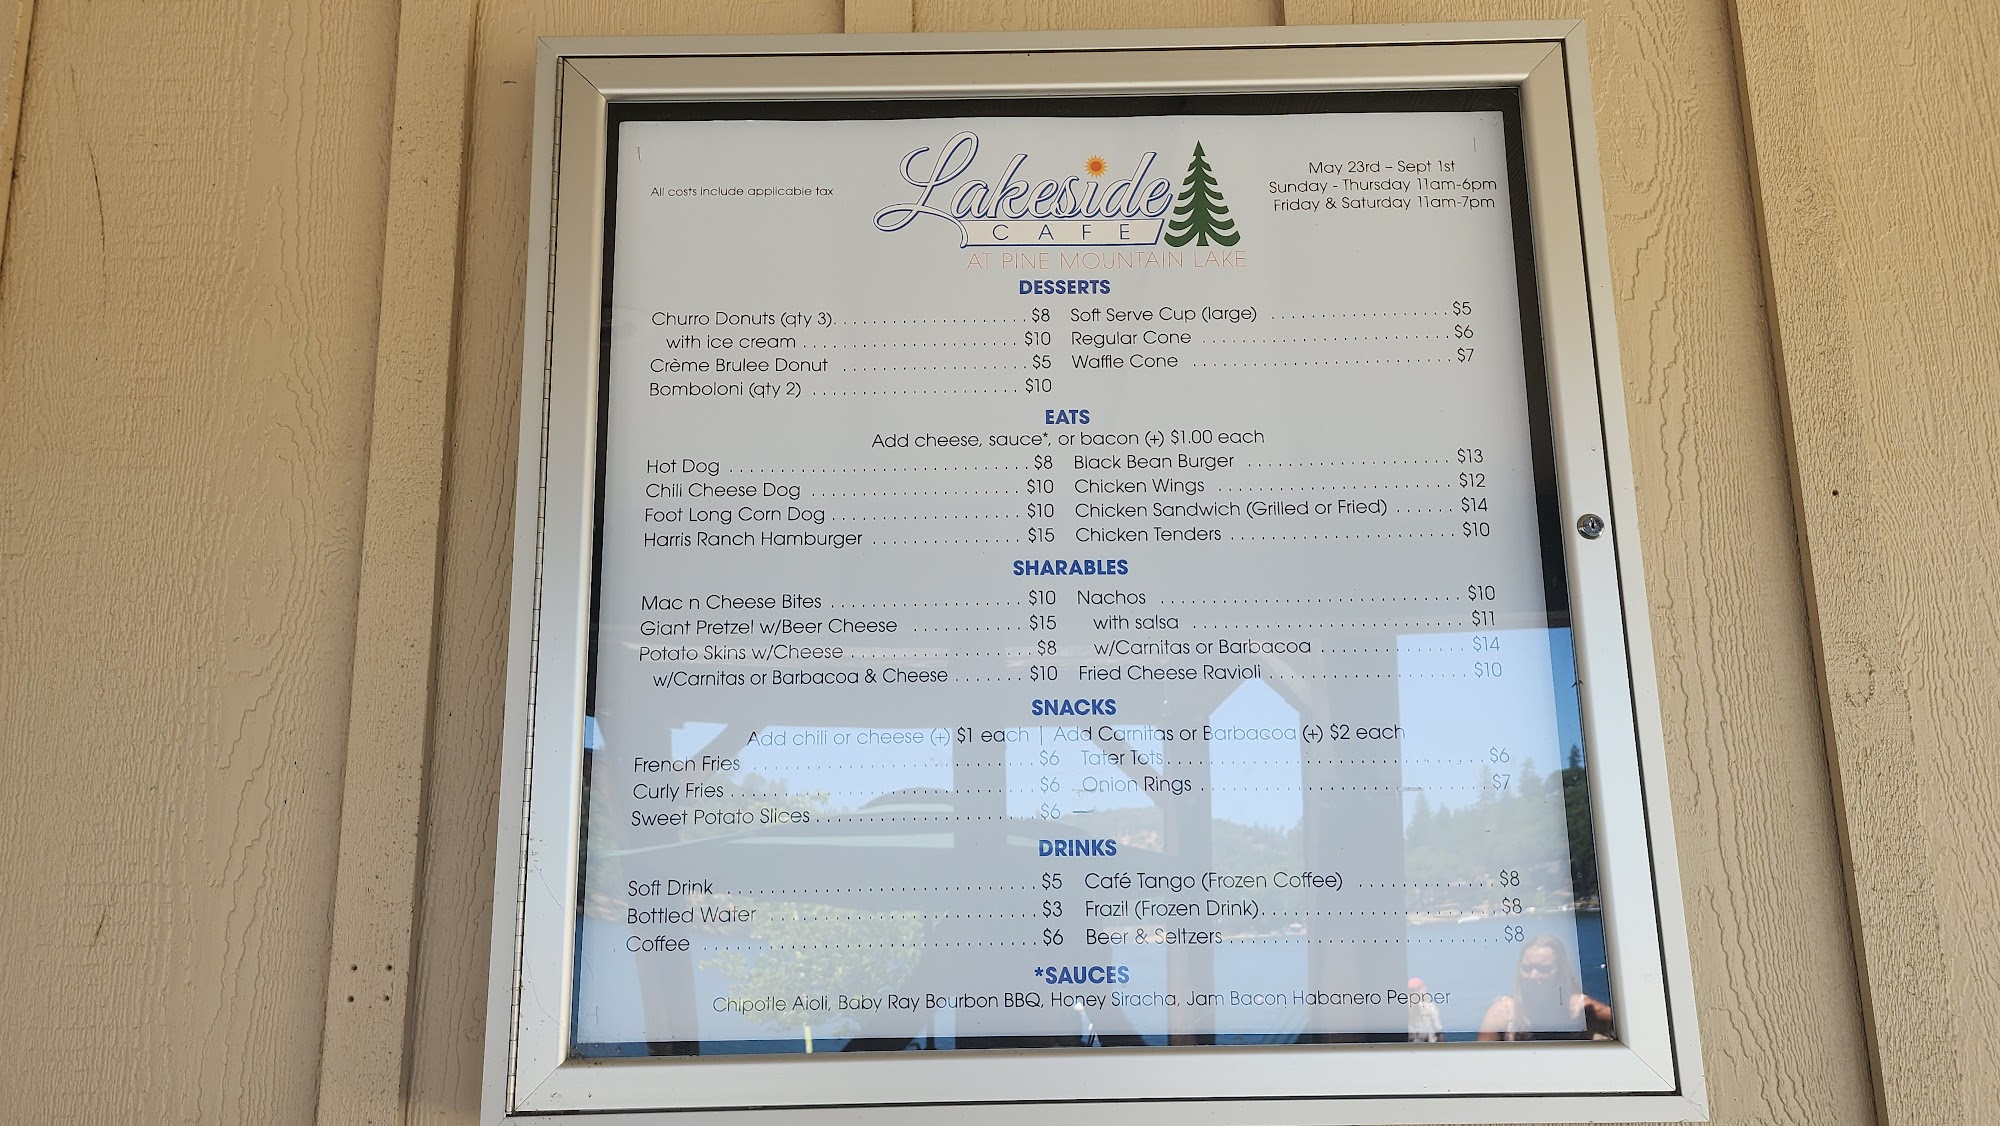 All costs include applicable tax
Lakeside
CAFE
AT PINE MOUNTAIN LAKE
May 23rd – Sept 1st
Sunday - Thursday 11am-6pm
Friday & Saturday 11am-7pm
DESSERTS
Churro Donuts (qty 3) $8
with ice cream $10
Crème Brulee Donut $5
Bomboloni (qty 2) $10
Soft Serve Cup (large) $5
Regular Cone $6
Waffle Cone $7
EATS
Add cheese, sauce*, or bacon (+) $1.00 each
Hot Dog $8
Chili Cheese Dog $10
Foot Long Corn Dog $10
Harris Ranch Hamburger $15
Black Bean Burger $13
Chicken Wings $12
Chicken Sandwich (Grilled or Fried) $14
Chicken Tenders $10
SHARABLES
Mac n Cheese Bites $10
Giant Pretzel w/Beer Cheese $15
Potato Skins w/Cheese $8
w/Carnitas or Barbacoa & Cheese $10
Nachos $10
with salsa $11
w/Carnitas or Barbacoa $14
Fried Cheese Ravioli $10
SNACKS
Add chili or cheese (+) $1 each | Add Carnitas or Barbacoa (+) $2 each
French Fries $6
Curly Fries $6
Sweet Potato Slices $6
Tater Tots $6
Onion Rings $7
DRINKS
Soft Drink $5
Bottled Water $3
Coffee $6
Café Tango (Frozen Coffee) $8
Frazil (Frozen Drink) $8
Beer & Seltzers $8
*SAUCES
Chipotle Aioli, Baby Ray Bourbon BBQ, Honey Siracha, Jam Bacon Habanero Pepper